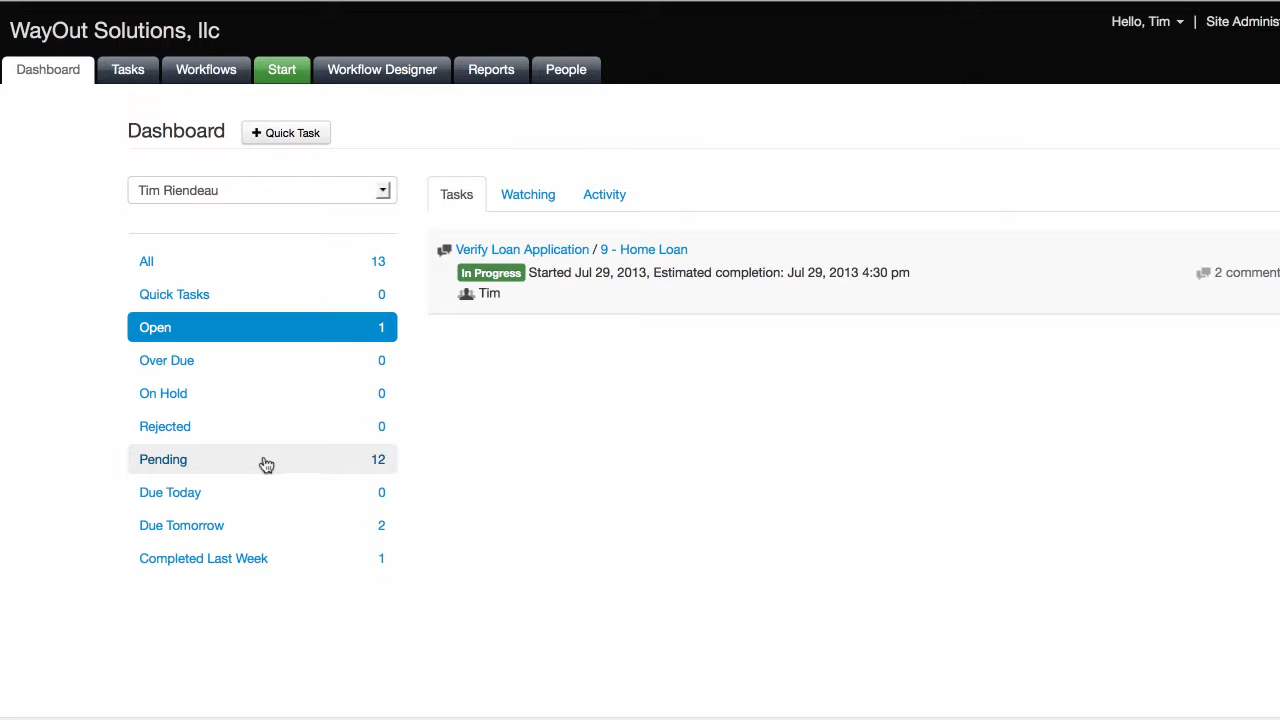 WayOut Solutions, llc
Hello, Tim | Site Adminis
Dashboard Tasks Workflows Start Workflow Designer Reports People
Dashboard + Quick Task
Tim Riendeau
Tasks Watching Activity
All 13
Quick Tasks 0
Open 1
Over Due 0
On Hold 0
Rejected 0
Pending 12
Due Today 0
Due Tomorrow 2
Completed Last Week 1
Verify Loan Application / 9 - Home Loan
In Progress Started Jul 29, 2013, Estimated completion: Jul 29, 2013 4:30 pm
2 comment
Tim